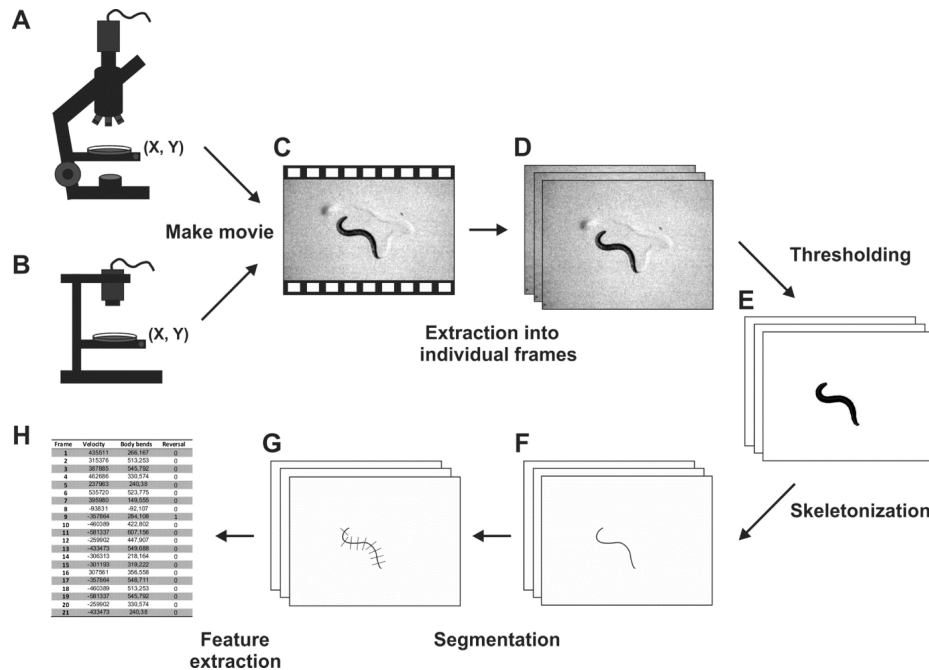 A
(X, Y)
B
(X, Y)
Make movie
C
D
Extraction into
individual frames
Thresholding
E
Skeletonization
F
Segmentation
G
Feature
extraction
H
Frame Velocity Body bends Reversal
1 435511 266,167 0
2 315376 513,253 0
3 387885 545,792 0
4 462886 330,574 0
5 237963 240,38 0
6 535720 523,775 0
7 395980 149,555 0
8 -93831 -92,107 0
9 -357864 284,108 1
10 -460389 422,802 0
11 -581337 607,156 0
12 -259902 447,907 0
13 -433473 549,688 0
14 -306313 218,164 0
15 -301193 319,222 0
16 307561 356,558 0
17 -357864 548,711 0
18 -460389 513,253 0
19 -581337 545,792 0
20 -259902 330,574 0
21 -433473 240,38 0